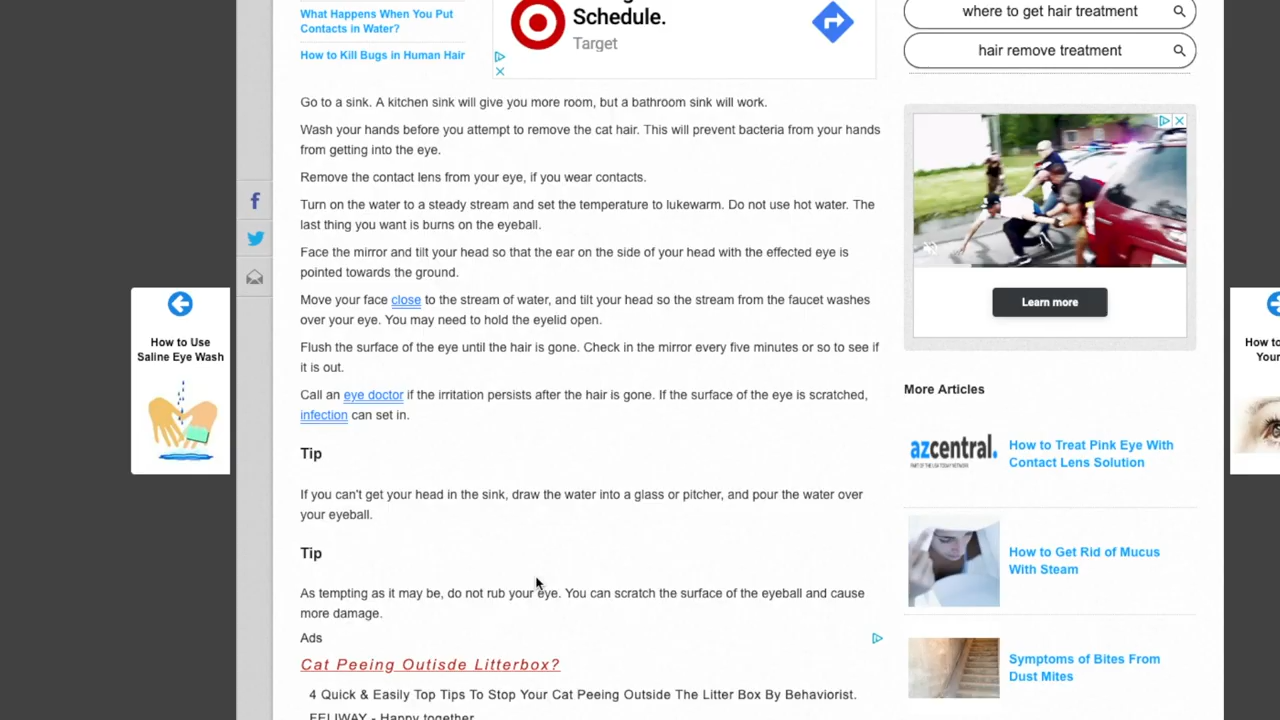 What Happens When You Put
Contacts in Water?
How to Kill Bugs in Human Hair
Schedule.
Target
where to get hair treatment
hair remove treatment
Go to a sink. A kitchen sink will give you more room, but a bathroom sink will work.
Wash your hands before you attempt to remove the cat hair. This will prevent bacteria from your hands
from getting into the eye.
Remove the contact lens from your eye, if you wear contacts.
Turn on the water to a steady stream and set the temperature to lukewarm. Do not use hot water. The
last thing you want is burns on the eyeball.
Face the mirror and tilt your head so that the ear on the side of your head with the effected eye is
pointed towards the ground.
Move your face close to the stream of water, and tilt your head so the stream from the faucet washes
over your eye. You may need to hold the eyelid open.
Flush the surface of the eye until the hair is gone. Check in the mirror every five minutes or so to see if
it is out.
Call an eye doctor if the irritation persists after the hair is gone. If the surface of the eye is scratched,
infection can set in.
Tip
If you can't get your head in the sink, draw the water into a glass or pitcher, and pour the water over
your eyeball.
Tip
As tempting as it may be, do not rub your eye. You can scratch the surface of the eyeball and cause
more damage.
Ads
Cat Peeing Outisde Litterbox?
4 Quick & Easily Top Tips To Stop Your Cat Peeing Outside The Litter Box By Behaviorist.
FELIWAY - Happy together
How to Use
Saline Eye Wash
Learn more
More Articles
azcentral.
PART OF THE USA TODAY NETWORK
How to Treat Pink Eye With
Contact Lens Solution
How to Get Rid of Mucus
With Steam
Symptoms of Bites From
Dust Mites
How to
Your